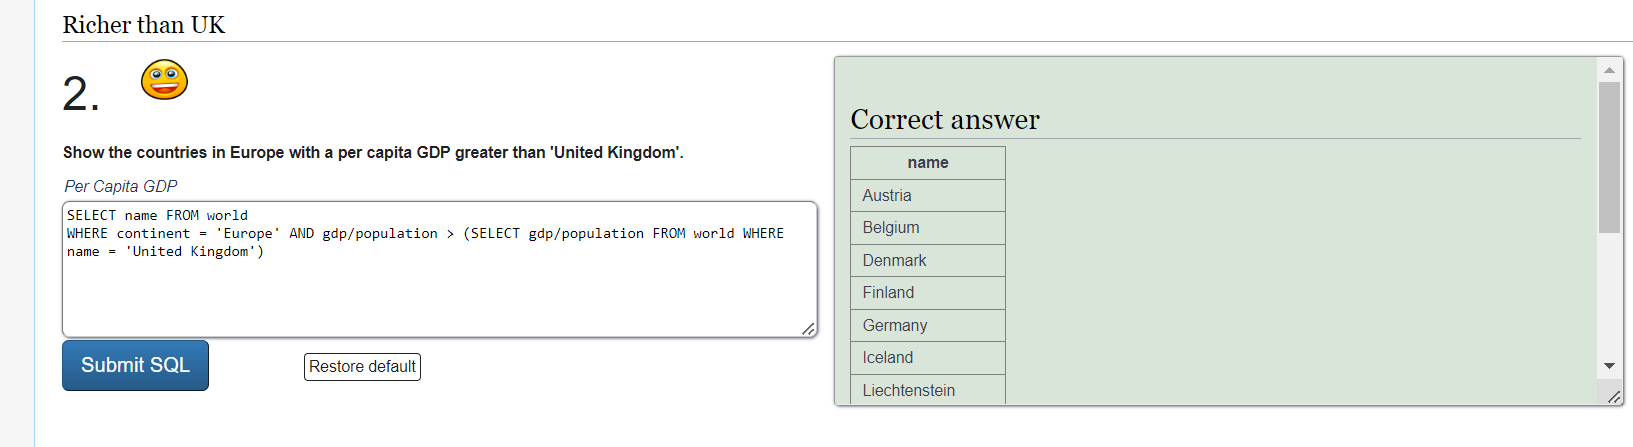 Richer than UK
2.
Show the countries in Europe with a per capita GDP greater than 'United Kingdom'.
Per Capita GDP
SELECT name FROM world
WHERE continent = 'Europe' AND gdp/population > (SELECT gdp/population FROM world WHERE
name = 'United Kingdom')
Submit SQL
Restore default
Correct answer
name
Austria
Belgium
Denmark
Finland
Germany
Iceland
Liechtenstein